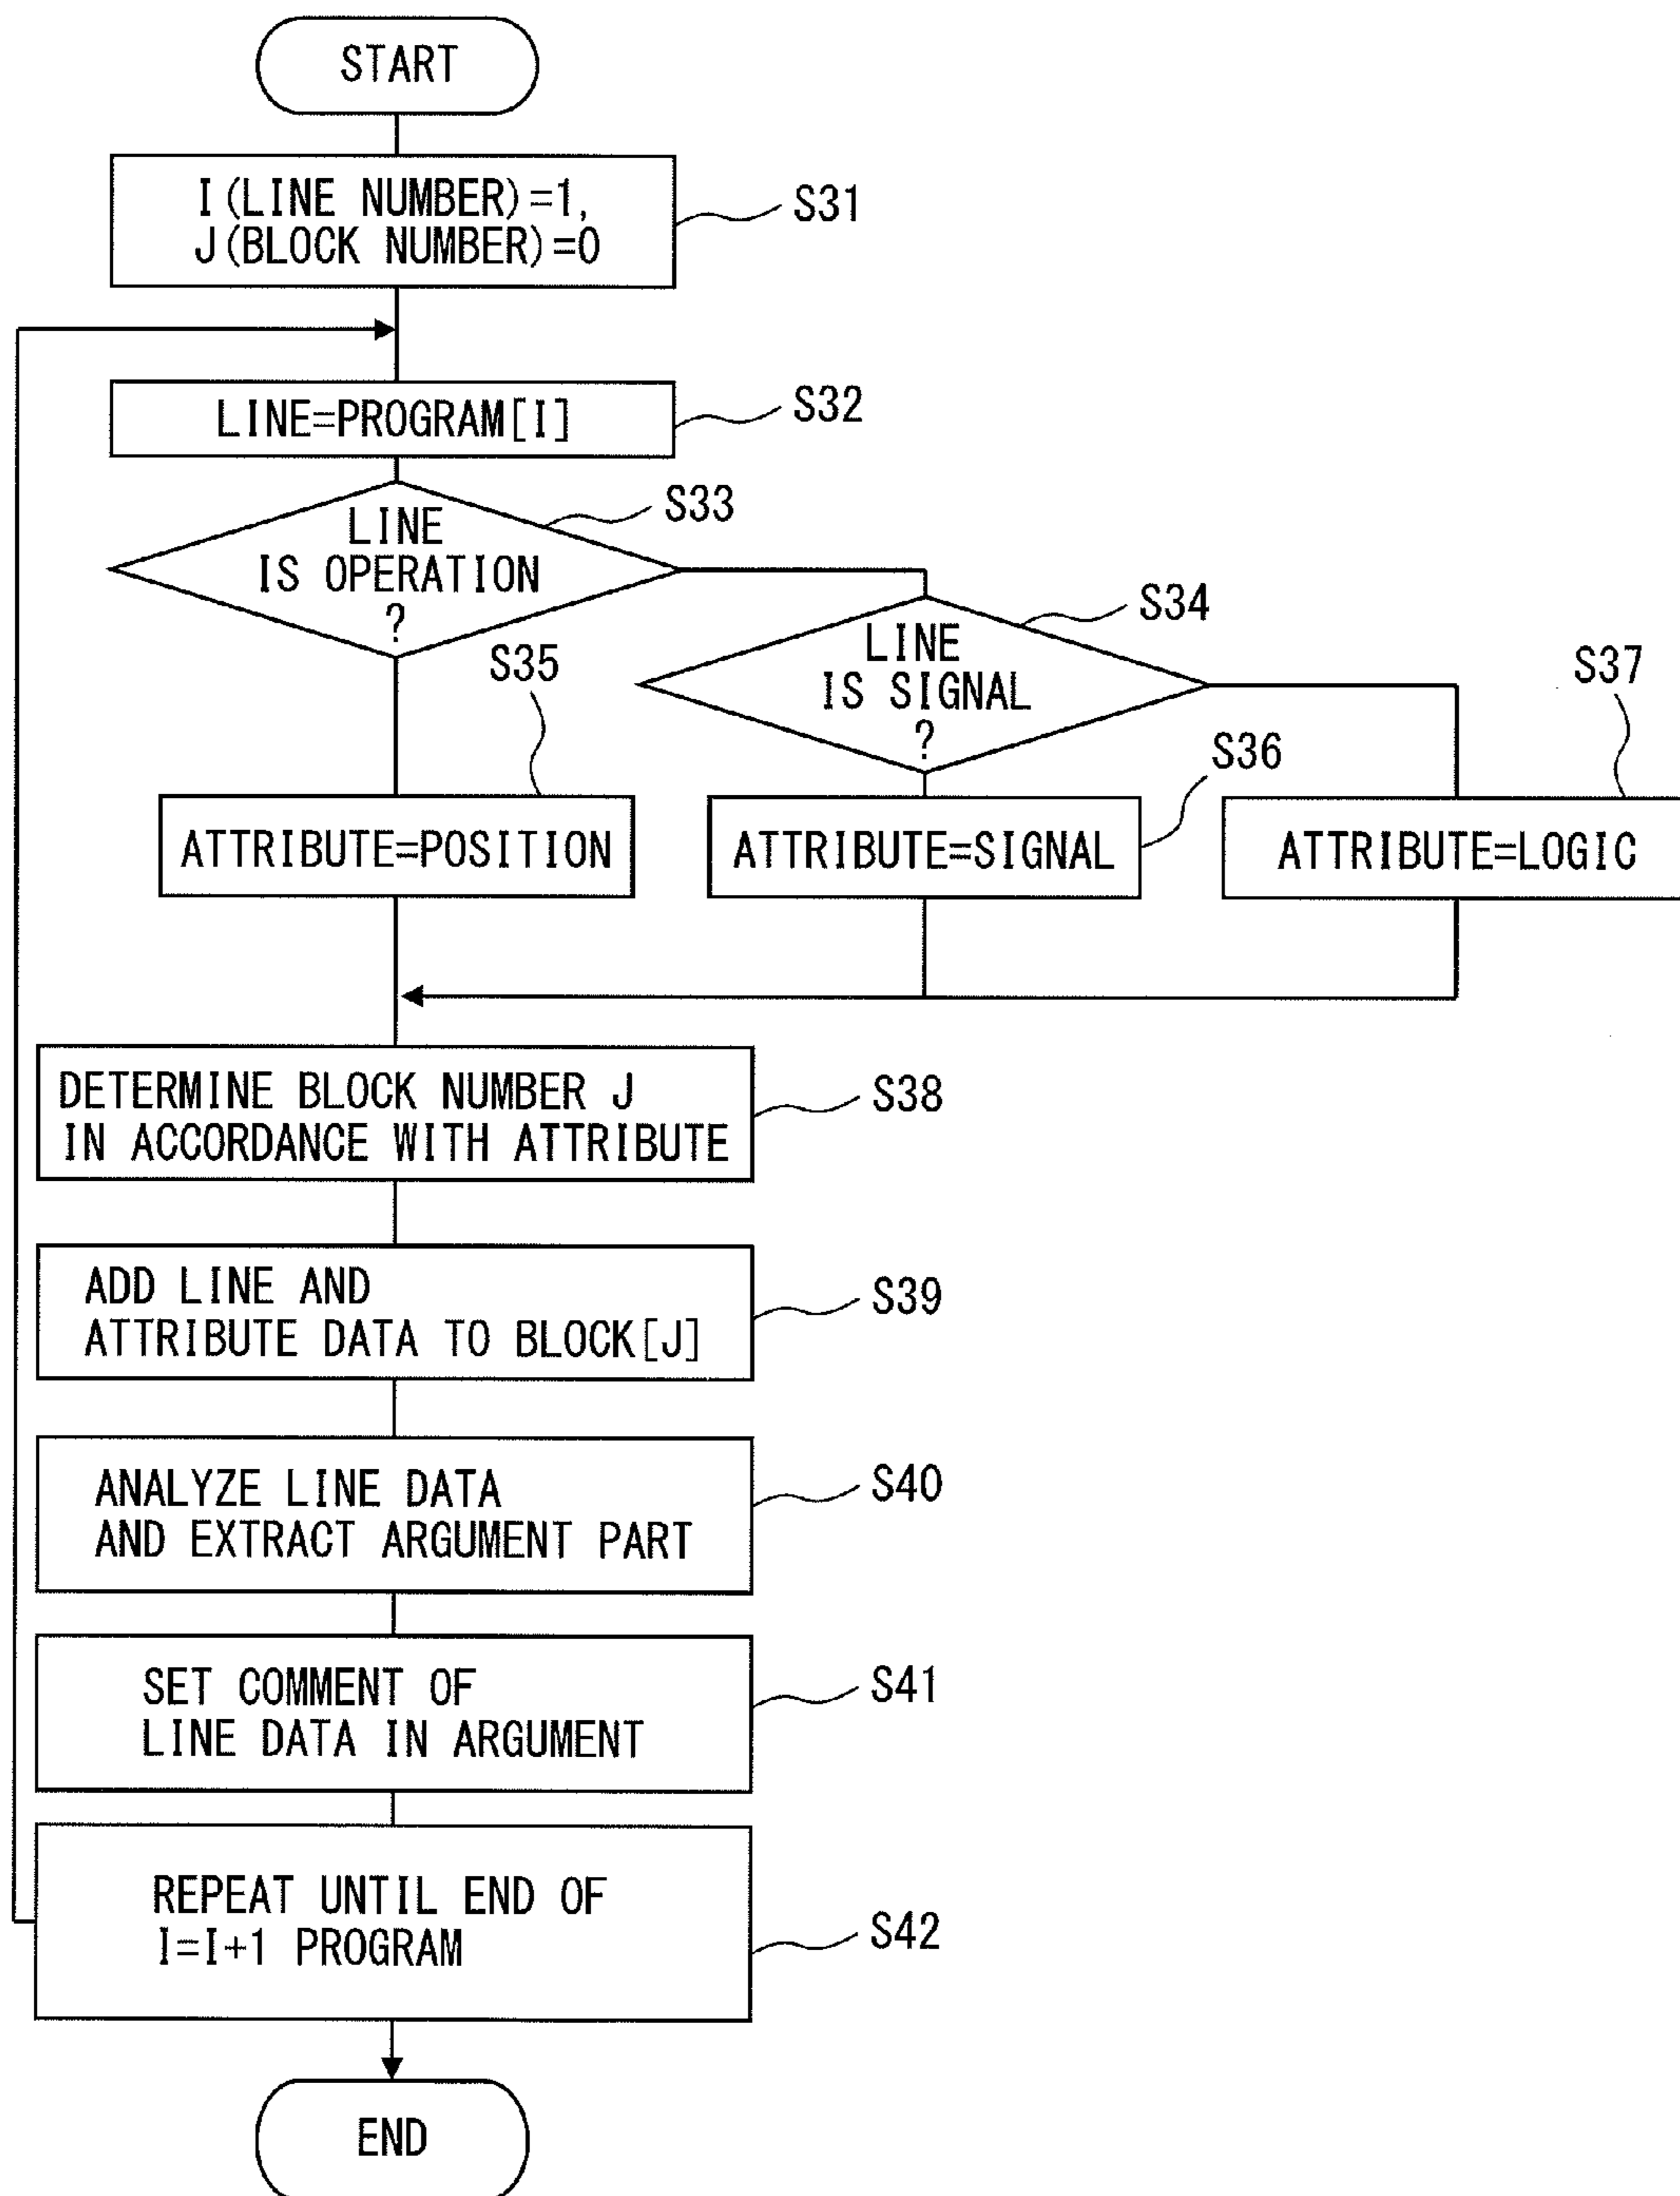 START
I(LINE NUMBER)=1,
J(BLOCK NUMBER)=0
S31
LINE=PROGRAM[I]
S32
LINE
IS OPERATION
?
S33
LINE
IS SIGNAL
?
S34
S35
ATTRIBUTE=POSITION
S36
ATTRIBUTE=SIGNAL
S37
ATTRIBUTE=LOGIC
DETERMINE BLOCK NUMBER J
IN ACCORDANCE WITH ATTRIBUTE
S38
ADD LINE AND
ATTRIBUTE DATA TO BLOCK[J]
S39
ANALYZE LINE DATA
AND EXTRACT ARGUMENT PART
S40
SET COMMENT OF
LINE DATA IN ARGUMENT
S41
REPEAT UNTIL END OF
I=I+1 PROGRAM
S42
END